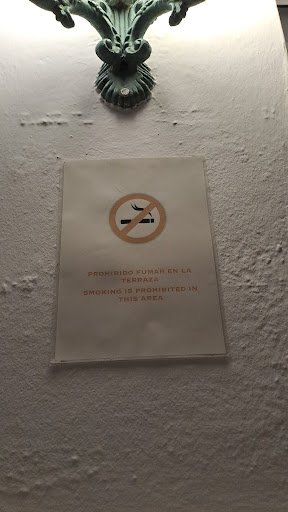 PROHIBIDO FUMAR EN LA
TERRAZA
SMOKING IS PROHIBITED IN
THIS AREA